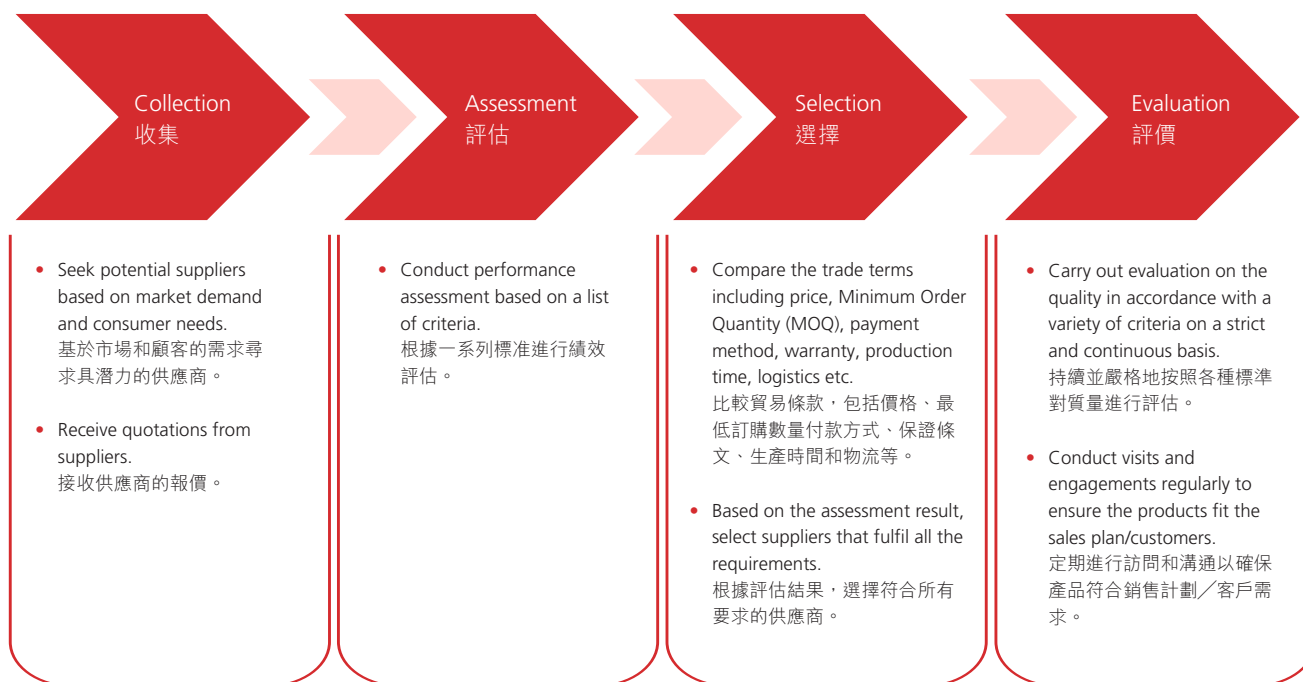 Collection
收集
Assessment
評估
Selection
選擇
Evaluation
評價
• Seek potential suppliers
based on market demand
and consumer needs.
基於市場和顧客的需求尋
求具潛力的供應商。
• Receive quotations from
suppliers.
接收供應商的報價。
• Conduct performance
assessment based on a list
of criteria.
根據一系列標准進行績效
評估。
• Compare the trade terms
including price, Minimum Order
Quantity (MOQ), payment
method, warranty, production
time, logistics etc.
比較貿易條款，包括價格、最
低訂購數量付款方式、保證條
文、生產時間和物流等。
• Based on the assessment result,
select suppliers that fulfil all the
requirements.
根據評估結果，選擇符合所有
要求的供應商。
• Carry out evaluation on the
quality in accordance with a
variety of criteria on a strict
and continuous basis.
持續並嚴格地按照各種標準
對質量進行評估。
• Conduct visits and
engagements regularly to
ensure the products fit the
sales plan/customers.
定期進行訪問和溝通以確保
產品符合銷售計劃／客戶需
求。